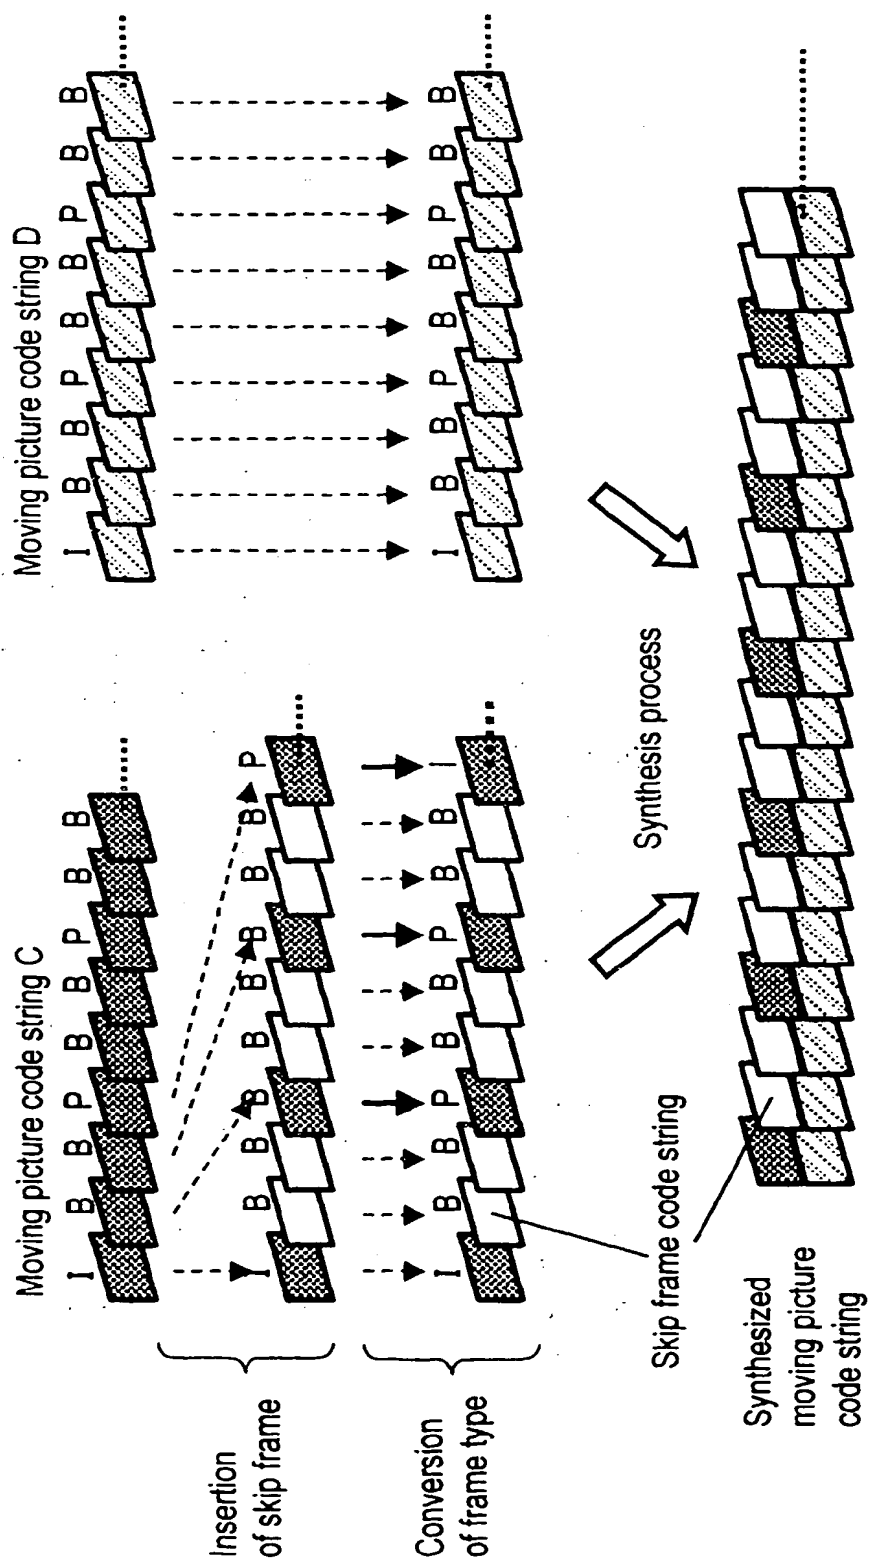 Moving picture code string C
Moving picture code string D
I B B P B B P B B
I B B P B B P B B
Insertion
of skip frame
I B B B B B B B B P
Conversion
of frame type
I B B P B B P B B I
I B B P B B P B B
Skip frame code string
Synthesis process
Synthesized
moving picture
code string